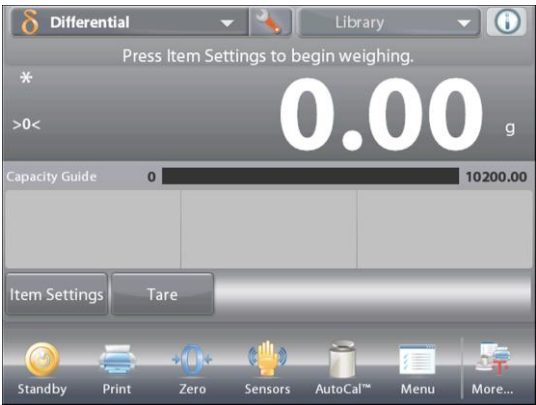 δ Differential Library
Press Item Settings to begin weighing.
*
>0< 0.00 g
Capacity Guide 0 10200.00
Item Settings Tare
Standby Print Zero Sensors AutoCal™ Menu More...